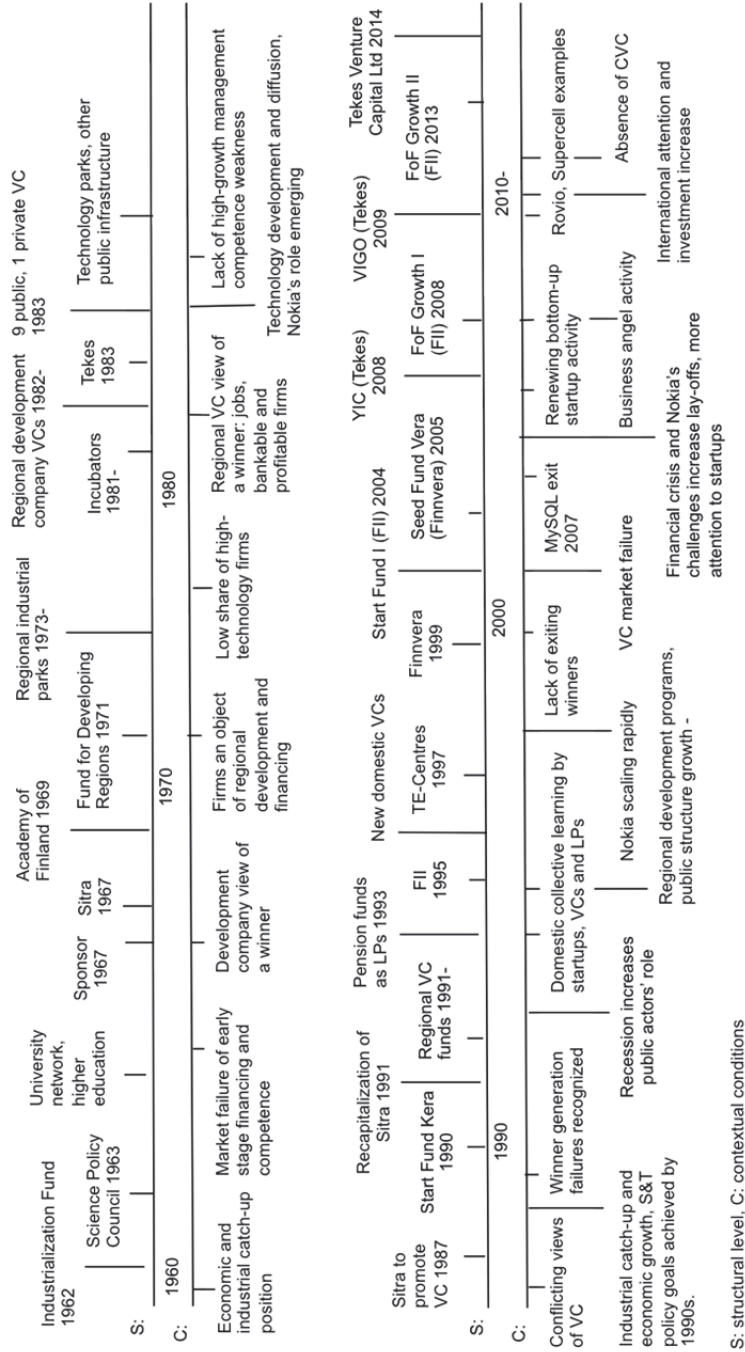 Industrialization Fund
1962
Science Policy
Council 1963
University
network,
higher
education
Sponsor
1967
Sitra
1967
Academy of
Finland 1969
Fund for Developing
Regions 1971
Regional industrial
parks 1973-
Incubators
1981-
Regional development
company VCs 1982-
Tekes
1983
9 public, 1 private VC
1983
Technology parks, other
public infrastructure
S:
1960
1970
1980
C:
Economic and
industrial catch-up
position
Market failure of early
stage financing and
competence
Development
company view of
a winner
Firms an object
of regional
development and
financing
Low share of high-
technology firms
Regional VC view of
a winner: jobs,
bankable and
profitable firms
Lack of high-growth management
competence weakness
Technology development and diffusion,
Nokia's role emerging
Sitra to
promote
VC 1987
Start Fund Kera
1990
Recapitalization of
Sitra 1991
Regional VC
funds 1991-
Pension funds
as LPs 1993
FII
1995
New domestic VCs
TE-Centres
1997
Finnvera
1999
Start Fund I (FII) 2004
Seed Fund Vera
(Finnvera) 2005
YIC (Tekes)
2008
FoF Growth I
(FII) 2008
VIGO (Tekes)
2009
FoF Growth II
(FII) 2013
Tekes Venture
Capital Ltd 2014
S:
1990
2000
2010-
C:
Conflicting views
of VC
Industrial catch-up and
economic growth, S&T
policy goals achieved by
1990s.
Winner generation
failures recognized
Recession increases
public actors' role
Domestic collective learning by
startups, VCs and LPs
Nokia scaling rapidly
Regional development programs,
public structure growth -
Lack of exiting
winners
VC market failure
MySQL exit
2007
Financial crisis and Nokia's
challenges increase lay-offs, more
attention to startups
Renewing bottom-up
startup activity
Business angel activity
Rovio, Supercell examples
International attention and
investment increase
Absence of CVC
S: structural level, C: contextual conditions